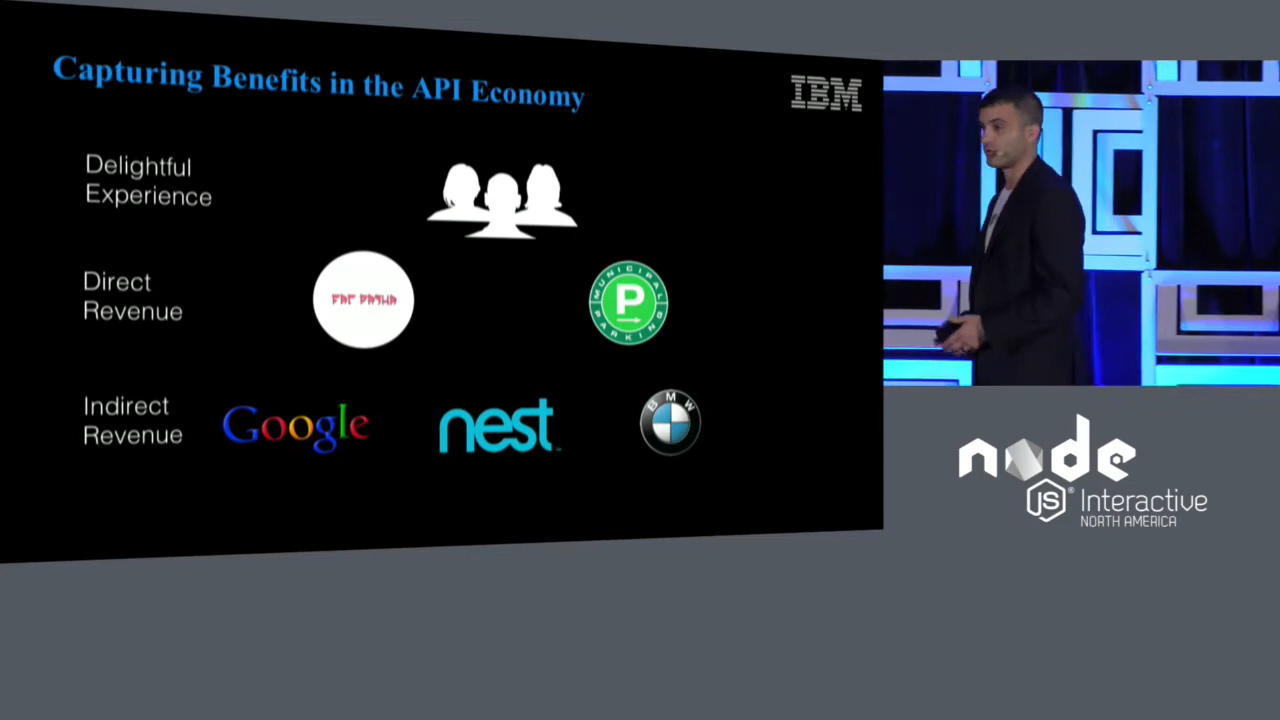 Capturing Benefits in the API Economy
IBM
Delightful
Experience
Direct
Revenue
MUNICIPAL
P
PARKING
Indirect
Revenue
Google
nest
BMW
node
JS® Interactive
NORTH AMERICA